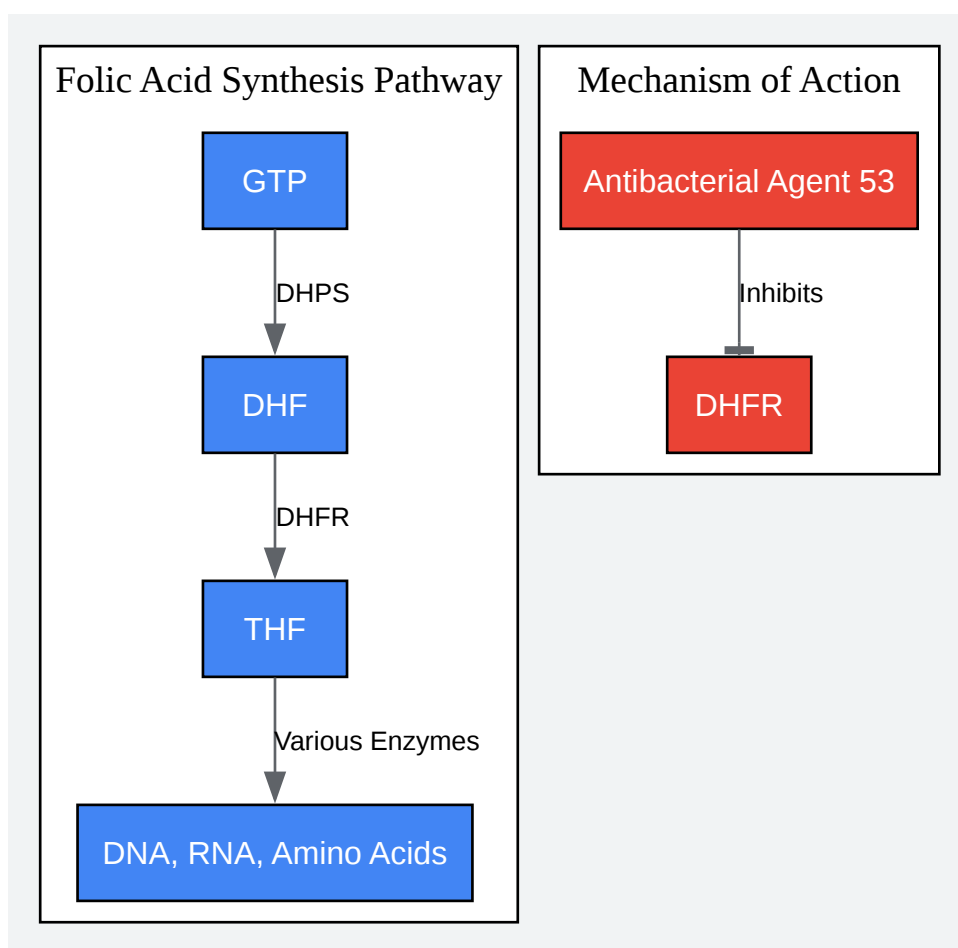 Folic Acid Synthesis Pathway
GTP
DHPS
DHF
DHFR
THF
Various Enzymes
DNA, RNA, Amino Acids
Mechanism of Action
Antibacterial Agent 53
Inhibits
DHFR